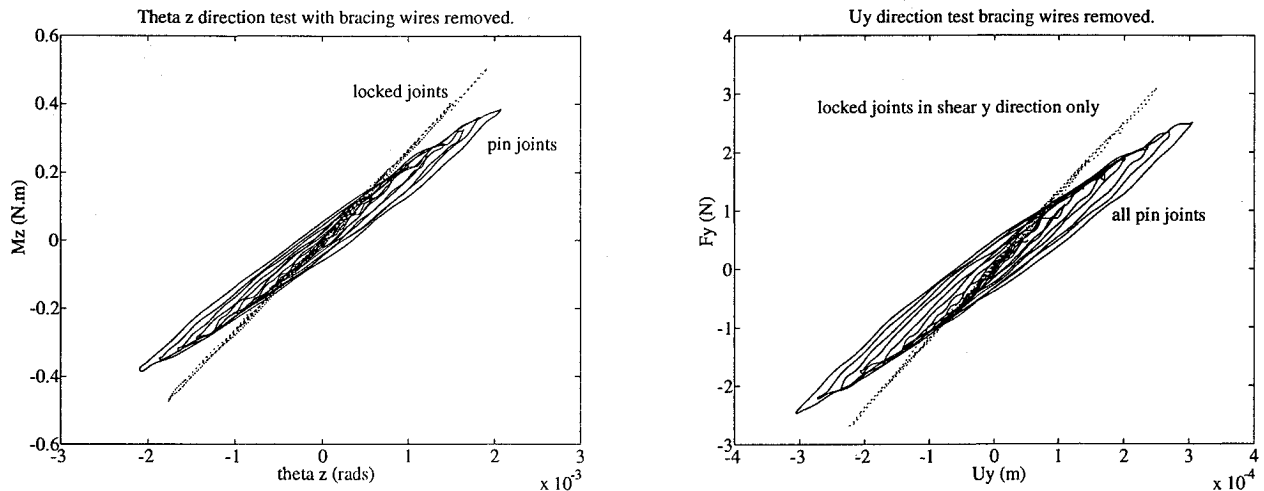 Theta z direction test with bracing wires removed.
0.6
0.4
0.2
0
-0.2
-0.4
-0.6
Mz (N.m)
locked joints
pin joints
-3 -2 -1 0 1 2 3
theta z (rads)
x 10-3
Uy direction test bracing wires removed.
4
3
2
1
0
-1
-2
-3
Fy (N)
locked joints in shear y direction only
all pin joints
-4 -3 -2 -1 0 1 2 3 4
Uy (m)
x 10-4